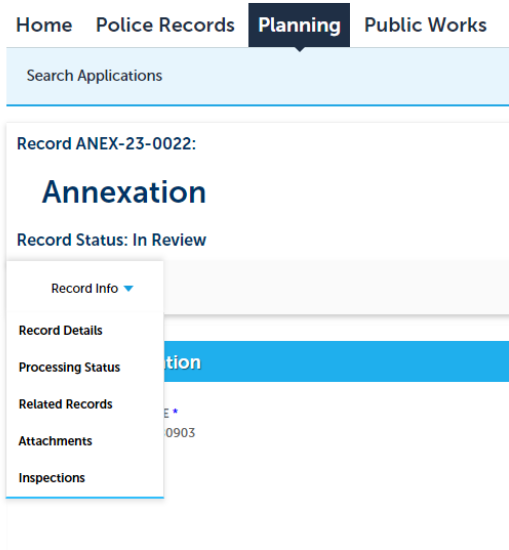 Home Police Records Planning Public Works
Search Applications
Record ANEX-23-0022:
Annexation
Record Status: In Review
Record Info
Record Details
Processing Status
tion
Related Records
E *
0903
Attachments
Inspections